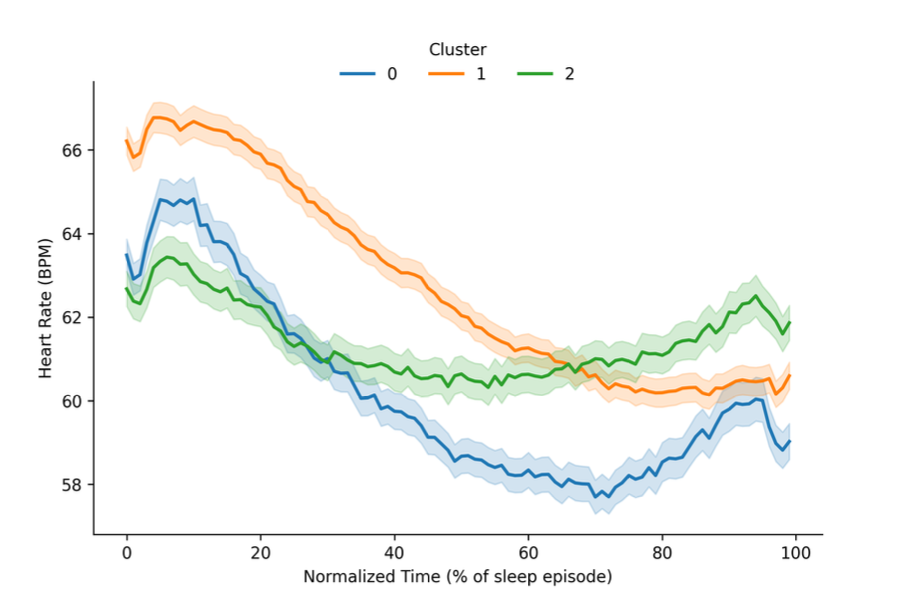 Cluster
0 1 2
66
64
62
60
58
Heart Rate (BPM)
0 20 40 60 80 100
Normalized Time (% of sleep episode)